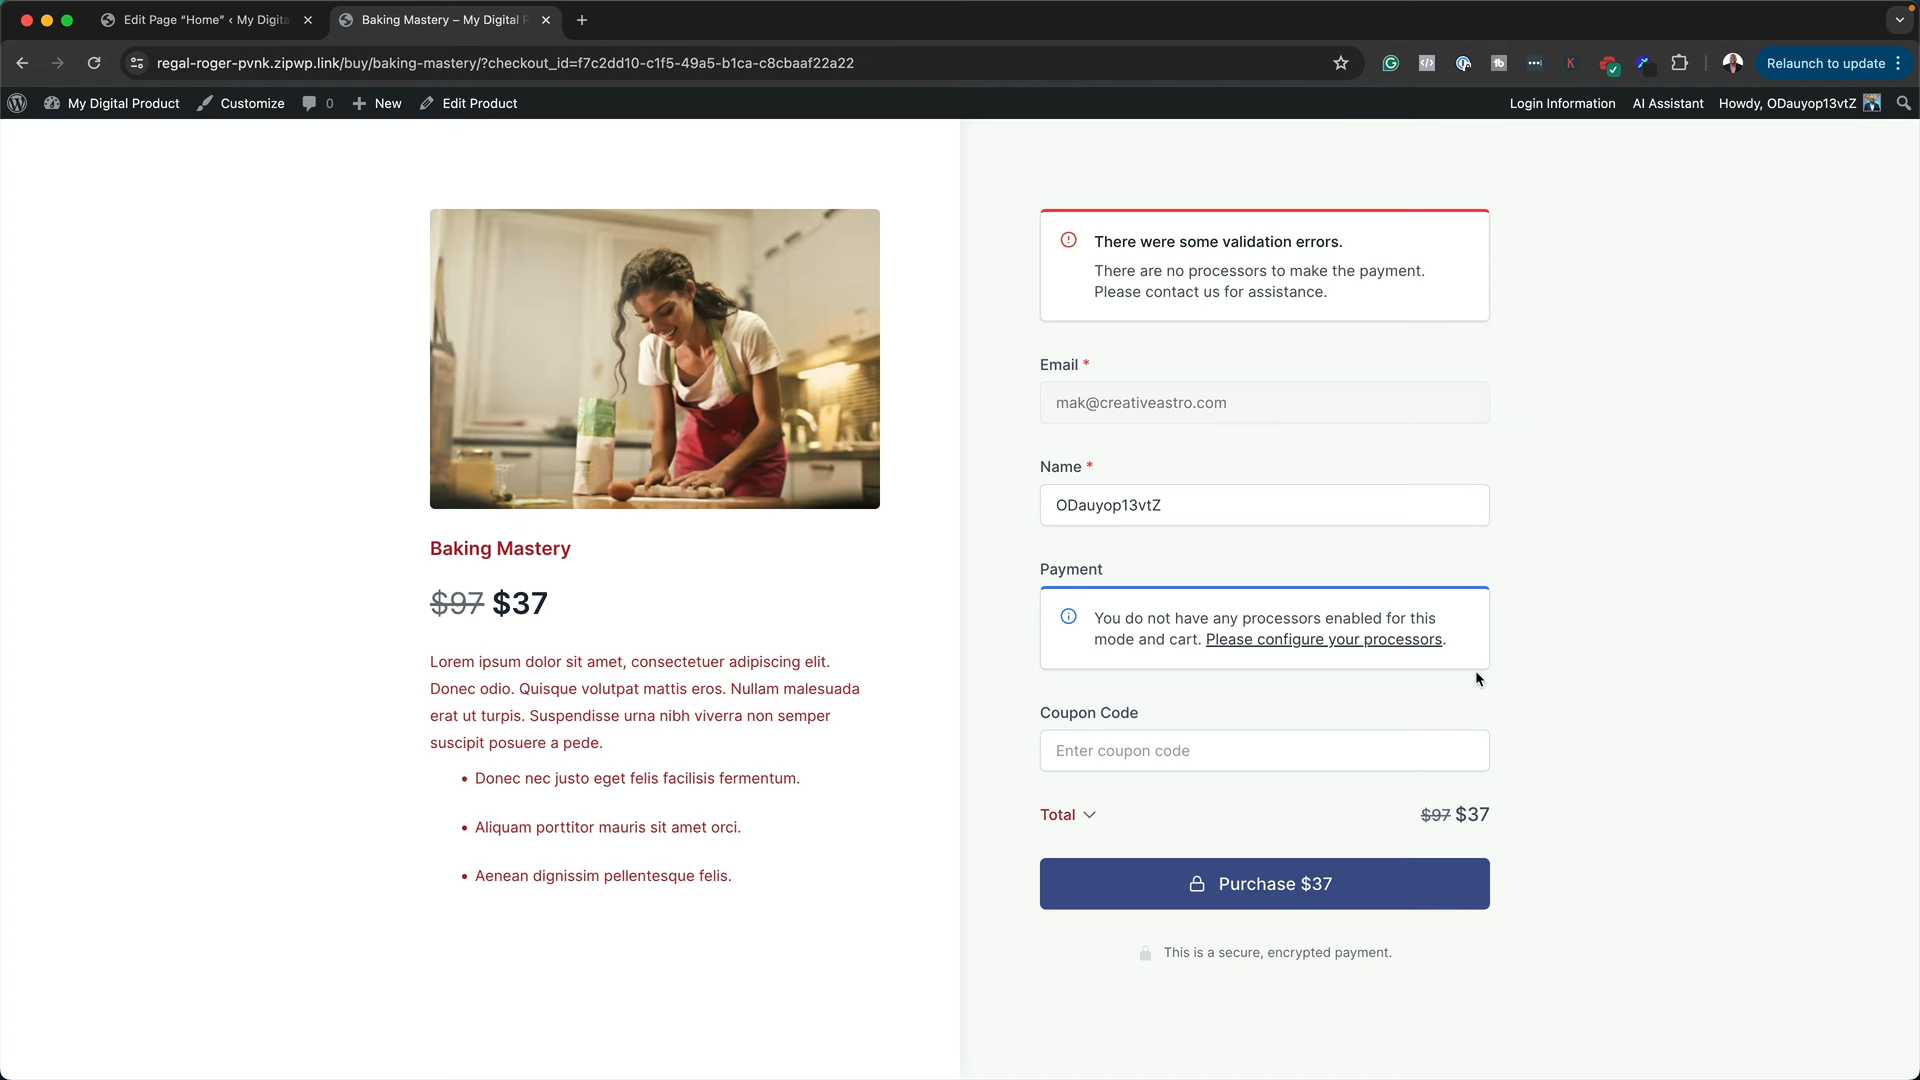 Edit Page "Home" ‹ My Digita
Baking Mastery – My Digital P
regal-roger-pvnk.zipwp.link/buy/baking-mastery/?checkout_id=f7c2dd10-c1f5-49a5-b1ca-c8cbaaf22a22
Relaunch to update
My Digital Product
Customize
0
New
Edit Product
Login Information
AI Assistant
Howdy, ODauyop13vtZ
Baking Mastery
$97 $37
Lorem ipsum dolor sit amet, consectetuer adipiscing elit.
Donec odio. Quisque volutpat mattis eros. Nullam malesuada
erat ut turpis. Suspendisse urna nibh viverra non semper
suscipit posuere a pede.
• Donec nec justo eget felis facilisis fermentum.
• Aliquam porttitor mauris sit amet orci.
• Aenean dignissim pellentesque felis.
There were some validation errors.
There are no processors to make the payment.
Please contact us for assistance.
Email *
mak@creativeastro.com
Name *
ODauyop13vtZ
Payment
You do not have any processors enabled for this
mode and cart. Please configure your processors.
Coupon Code
Enter coupon code
Total $97 $37
Purchase $37
This is a secure, encrypted payment.